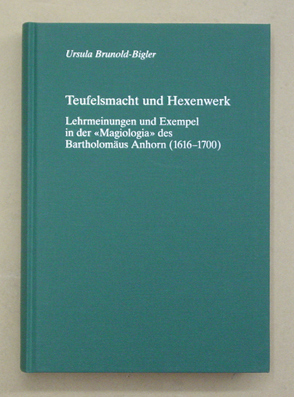 Ursula Brunold-Bigler
Teufelsmacht und Hexenwerk
Lehrmeinungen und Exempel
in der «Magiologia» des
Bartholomäus Anhorn (1616–1700)